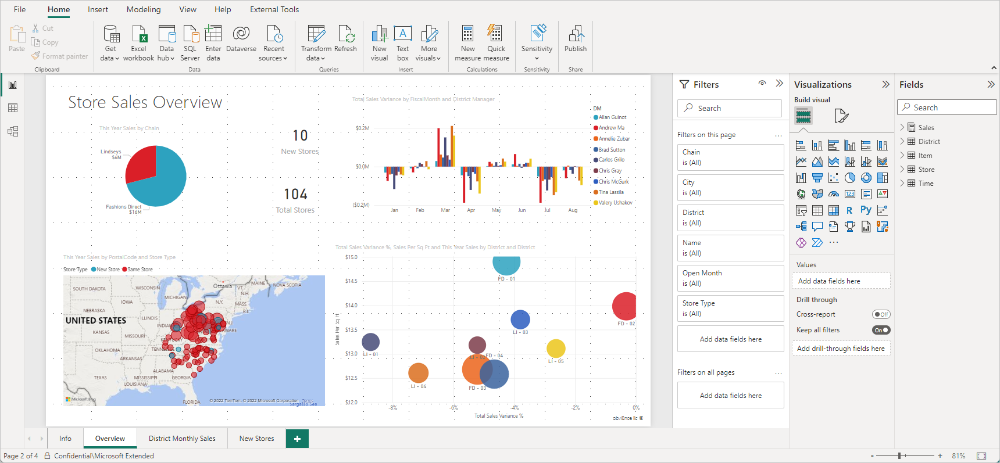 File Home Insert Modeling View Help External Tools
Paste
Cut
Copy
Format painter
Clipboard
Get data
Excel workbook
Data hub
SQL Server
Enter data
Dataverse
Recent sources
Data
Transform data
Refresh
Queries
New visual
Text box
More visuals
Insert
New measure
Quick measure
Calculations
Sensitivity
Sensitivity
Publish
Share
Store Sales Overview
This Year Sales by Chain
Lindseys
$6M
Fashions Direct
$16M
10
New Stores
104
Total Stores
Total Sales Variance by FiscalMonth and District Manager
$0.2M
$0.0M
($0.2M)
Jan Feb Mar Apr May Jun Jul Aug
DM
Allan Guinot
Andrew Ma
Annelie Zubar
Brad Sutton
Carlos Grilo
Chris Gray
Chris McGurk
Tina Lassila
Valery Ushakov
This Year Sales by PostalCode and Store Type
Store Type New Store Same Store
SOUTH DAKOTA
WISCONSIN
Ottawa
MAINE
NOVA SCOTIA
VT.
MICHIGAN
N.H.
IOWA
N.Y.
MASS.
NEBRASKA
R.I.
UNITED STATES
ILLINOIS
KANSAS
MISSOURI
OKLAHOMA
ARKANSAS
ALABAMA
TEXAS
MISSISSIPPI
GEORGIA
LOUISIANA
FLORIDA
Microsoft Bing
© 2022 TomTom, © 2022 Microsoft Corporation Terms
Sargasso Sea
Total Sales Variance %, Sales Per Sq Ft and This Year Sales by District and District
$15.0
$14.5
$14.0
$13.5
$13.0
$12.5
$12.0
Sales Per Sq Ft
FD - 01
FD - 02
LI - 03
LI - 01
LI - 02
FD - 04
LI - 05
LI - 04
FD - 03
-8% -6% -4% -2% 0%
Total Sales Variance %
obviEnce llc ©
Filters
Search
Filters on this page
Chain
is (All)
City
is (All)
District
is (All)
Name
is (All)
Open Month
is (All)
Store Type
is (All)
Add data fields here
Filters on all pages
Add data fields here
Visualizations
Build visual
123
R Py
Values
Add data fields here
Drill through
Cross-report Off
Keep all filters On
Add drill-through fields here
Fields
Search
Sales
District
Item
Store
Time
Info Overview District Monthly Sales New Stores +
Page 2 of 4 Confidential\Microsoft Extended
- + 81%